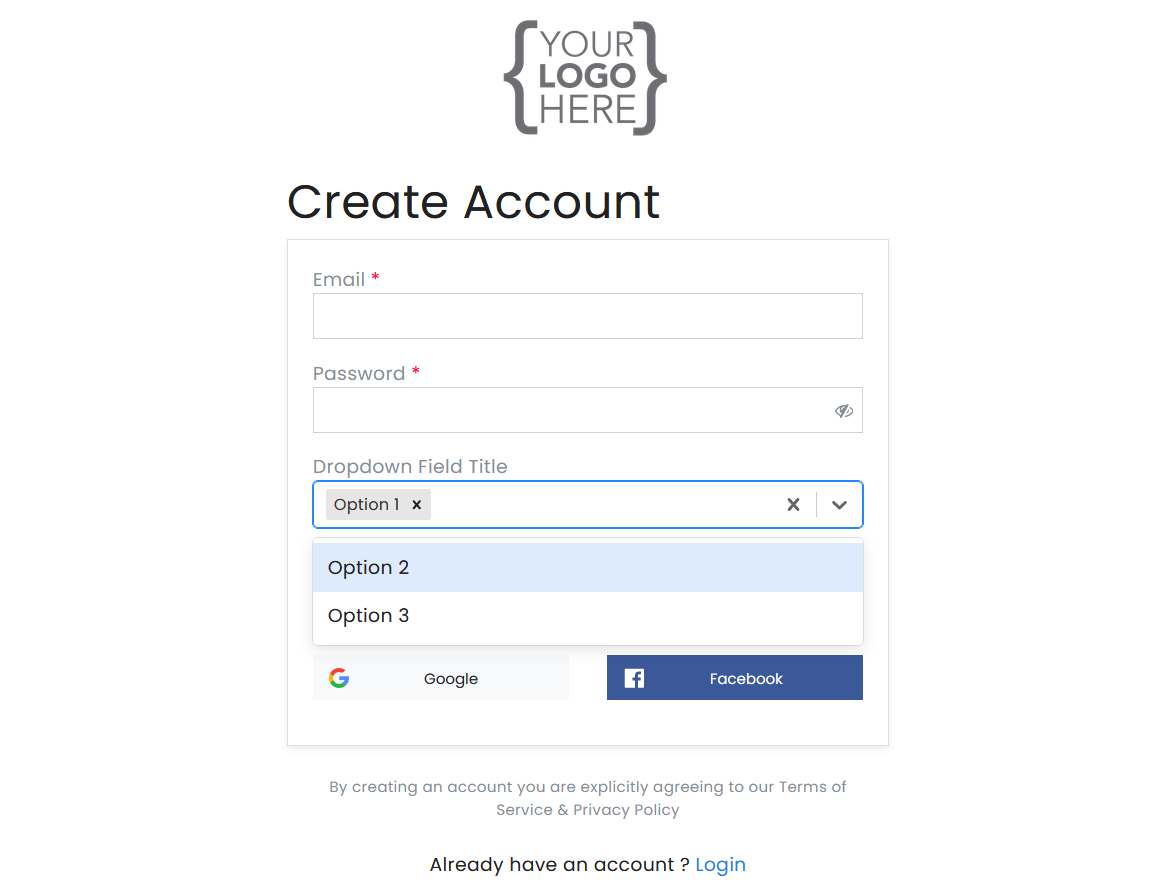 {YOUR
LOGO
HERE}
Create Account
Email *
Password *
Dropdown Field Title
Option 1
Option 2
Option 3
Google
Facebook
By creating an account you are explicitly agreeing to our Terms of
Service & Privacy Policy
Already have an account ? Login